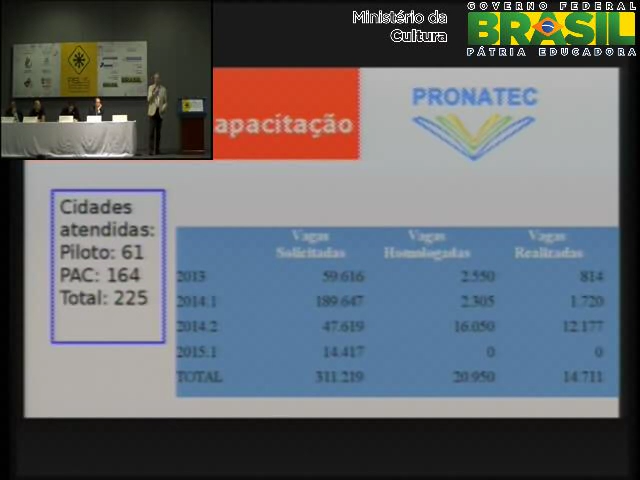 Ministério da
Cultura
GOVERNO FEDERAL
BRASIL
PÁTRIA EDUCADORA
apacitação
PRONATEC
Cidades
atendidas:
Piloto: 61
PAC: 164
Total: 225
Vagas Solicitadas Vagas Homologadas Vagas Realizadas
2013 59.616 2.550 814
2014.1 189.647 2.305 1.720
2014.2 47.619 16.050 12.177
2015.1 14.417 0 0
TOTAL 311.219 20.950 14.711